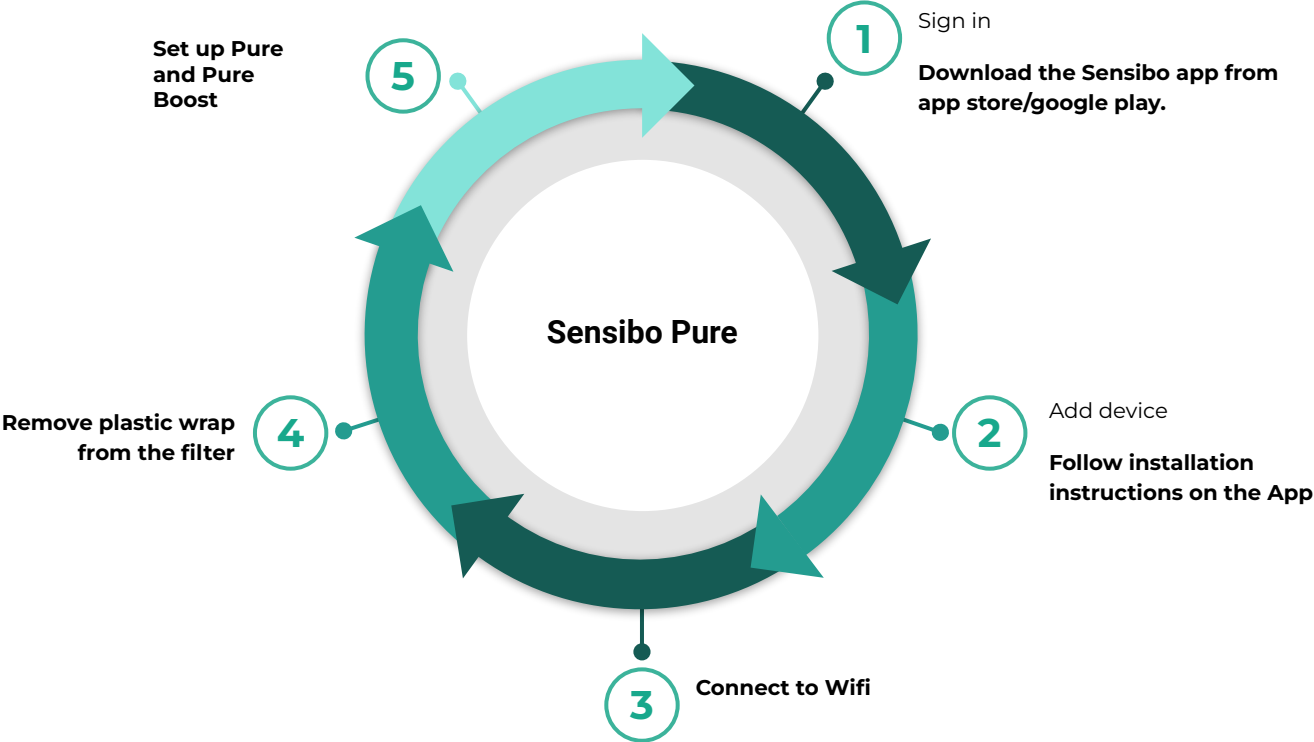 Sensibo Pure
1
Sign in
Download the Sensibo app from
app store/google play.
2
Add device
Follow installation
instructions on the App
3
Connect to Wifi
4
Remove plastic wrap
from the filter
5
Set up Pure
and Pure
Boost